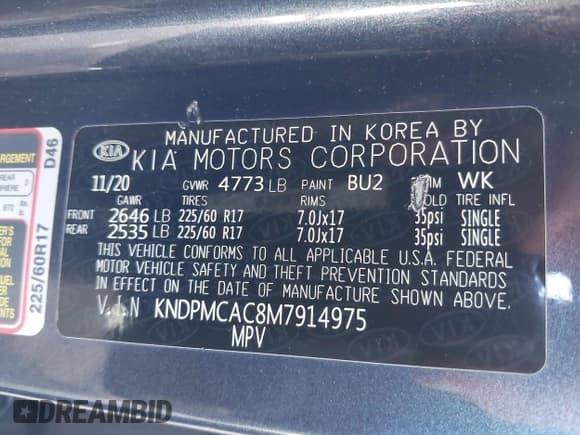 MANUFACTURED IN KOREA BY
KIA KIA MOTORS CORPORATION
11/20 GVWR 4773 LB PAINT BU2 WK
GAWR TIRES RIMS COLD TIRE INFL
FRONT 2646 LB 225/60 R17 7.0Jx17 35psi SINGLE
REAR 2535 LB 225/60 R17 7.0Jx17 35psi SINGLE
THIS VEHICLE CONFORMS TO ALL APPLICABLE U.S.A. FEDERAL
MOTOR VEHICLE SAFETY AND THEFT PREVENTION STANDARDS
IN EFFECT ON THE DATE OF MANUFACTURE SHOWN ABOVE.
V.I.N KNDPMCAC8M7914975
MPV
D46
225/60R17
REAR
3
DREAMBID